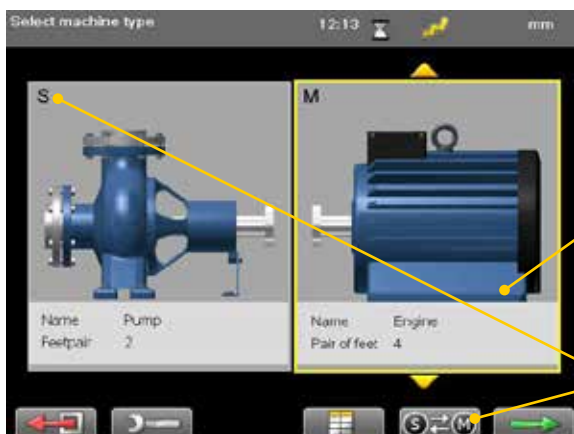 Select machine type 12:13 mm
S M
Name Pump
Feetpair 2
Name Engine
Pair of feet 4
S M